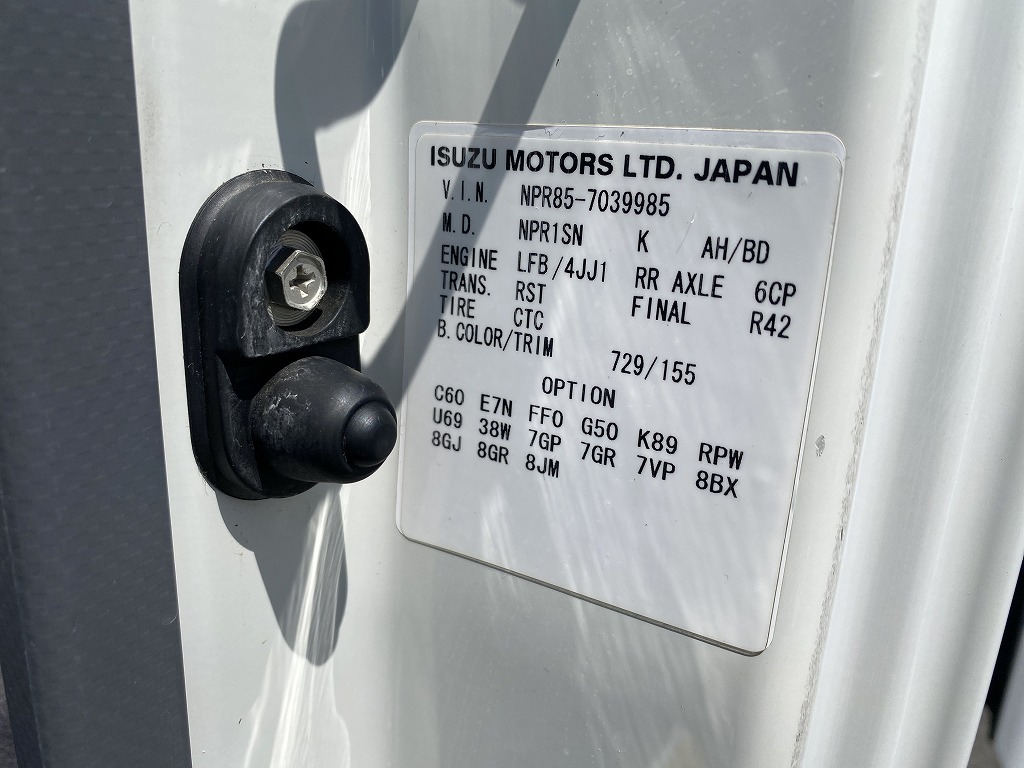 ISUZU MOTORS LTD. JAPAN
V.I.N. NPR85-7039985
M.D. NPR1SN K AH/BD
ENGINE LFB/4JJ1 RR AXLE 6CP
TRANS. RST FINAL R42
TIRE CTC
B.COLOR/TRIM 729/155
OPTION
C60 E7N FF0 G50 K89 RPW
U69 38W 7GP 7GR 7VP 8BX
8GJ 8GR 8JM